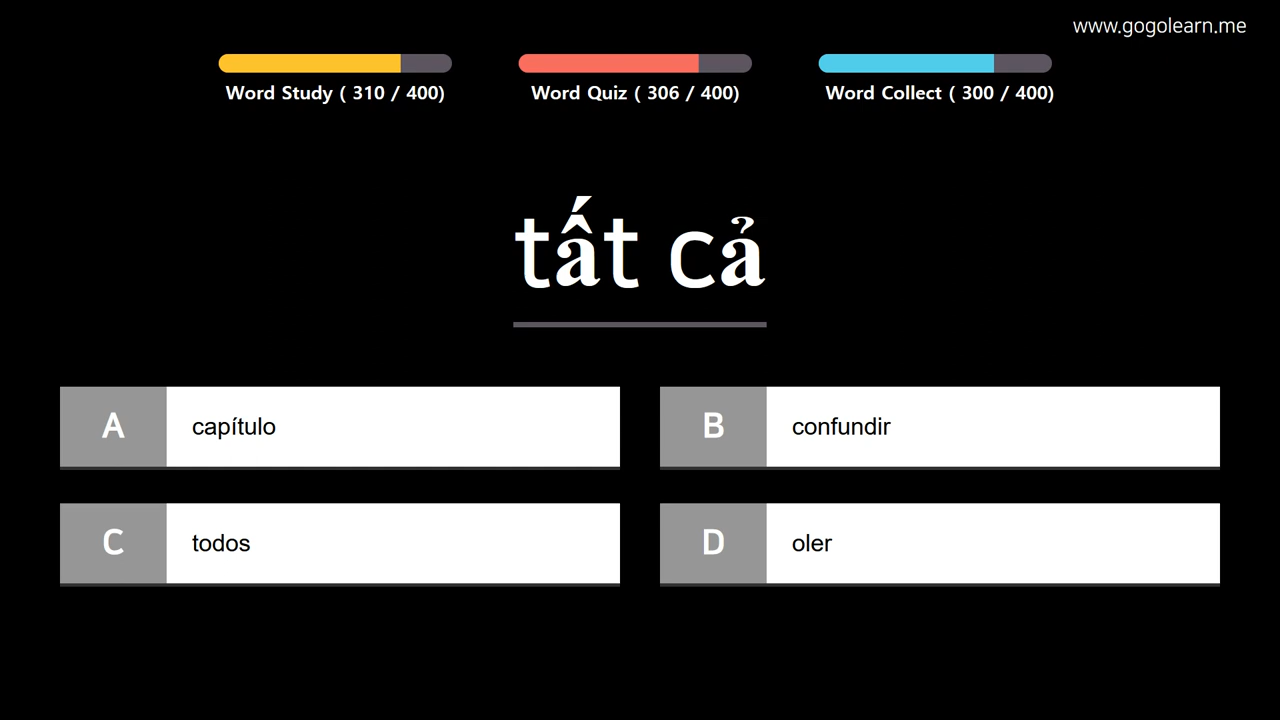 www.gogolearn.me
Word Study ( 310 / 400)
Word Quiz ( 306 / 400)
Word Collect ( 300 / 400)
tất cả
A capítulo
B confundir
C todos
D oler